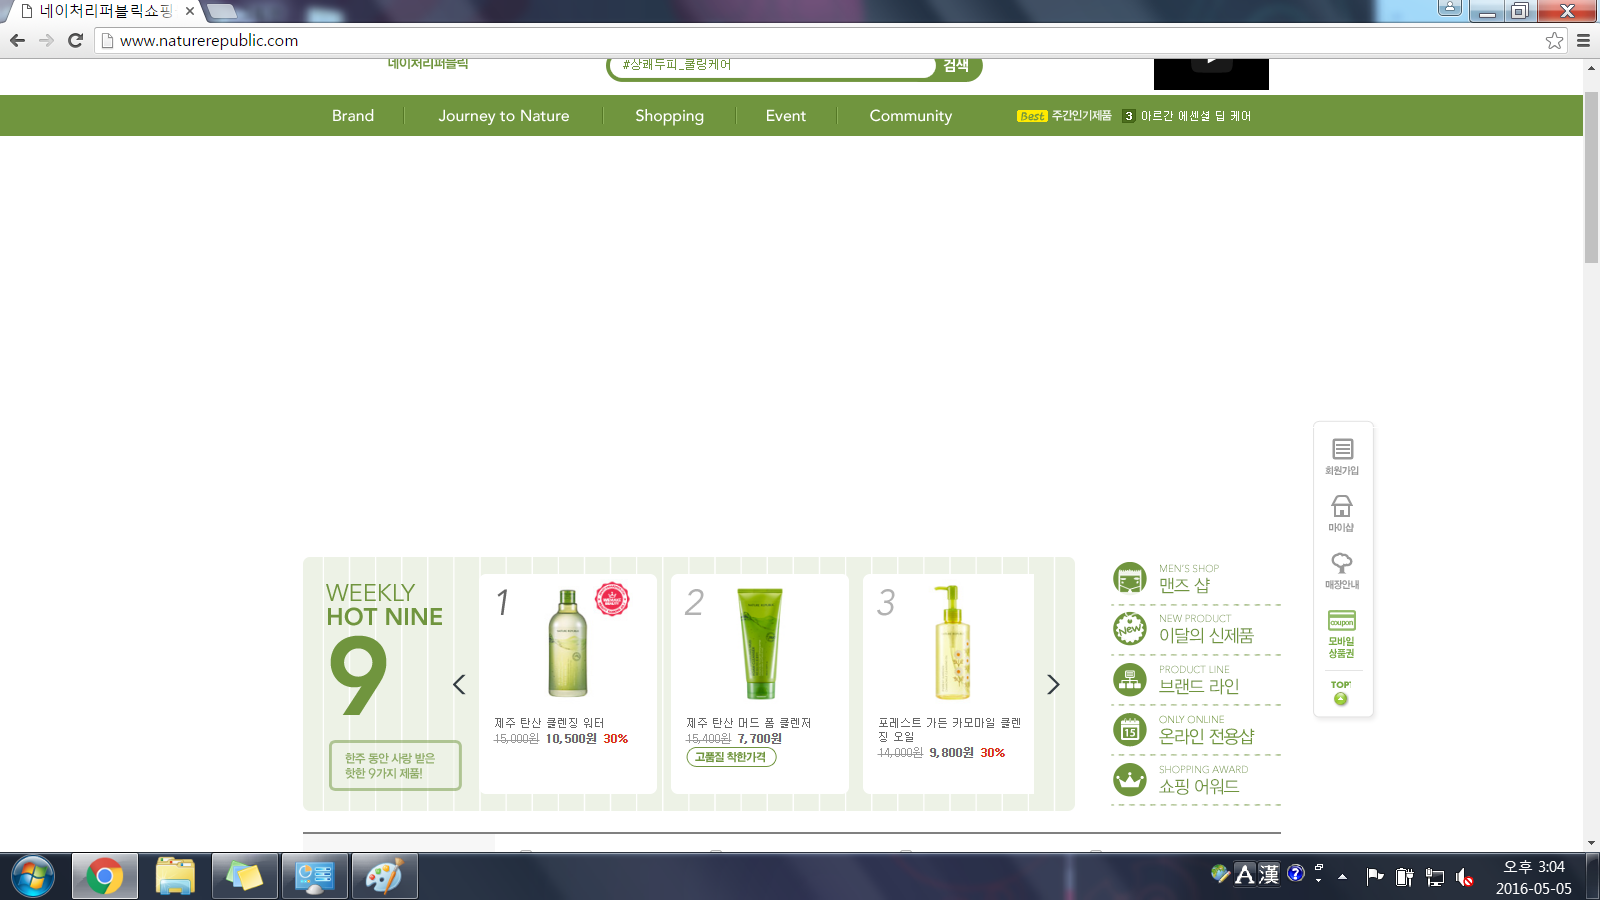 네이처리퍼블릭쇼핑
www.naturerepublic.com
네이처리퍼블릭
#상쾌두피_쿨링케어
검색
Brand
Journey to Nature
Shopping
Event
Community
Best 주간인기제품 3 아르간 에센셜 딥 케어
회원가입
마이샵
매장안내
coupon
모바일
상품권
TOP
WEEKLY
HOT NINE
9
한주 동안 사랑 받은
핫한 9가지 제품!
1
제주 탄산 클렌징 워터
15,000원 10,500원 30%
2
제주 탄산 머드 폼 클렌저
15,400원 7,700원
고품질 착한가격
3
포레스트 가든 카모마일 클렌
징 오일
14,000원 9,800원 30%
MEN'S SHOP
맨즈 샵
New
NEW PRODUCT
이달의 신제품
PRODUCT LINE
브랜드 라인
15
ONLY ONLINE
온라인 전용샵
SHOPPING AWARD
쇼핑 어워드
A 漢
오후 3:04
2016-05-05